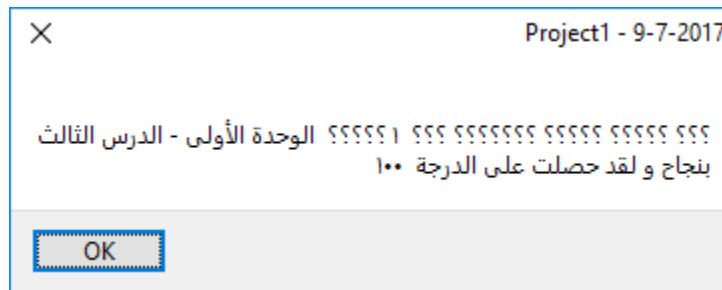 Project1 - 9-7-2017
؟؟؟ ؟؟؟؟؟ ؟؟؟؟؟ ؟؟؟؟؟؟؟ ؟؟؟ ١ ؟؟؟؟؟ الوحدة الأولى - الدرس الثالث
بنجاح و لقد حصلت على الدرجة ١٠٠
OK